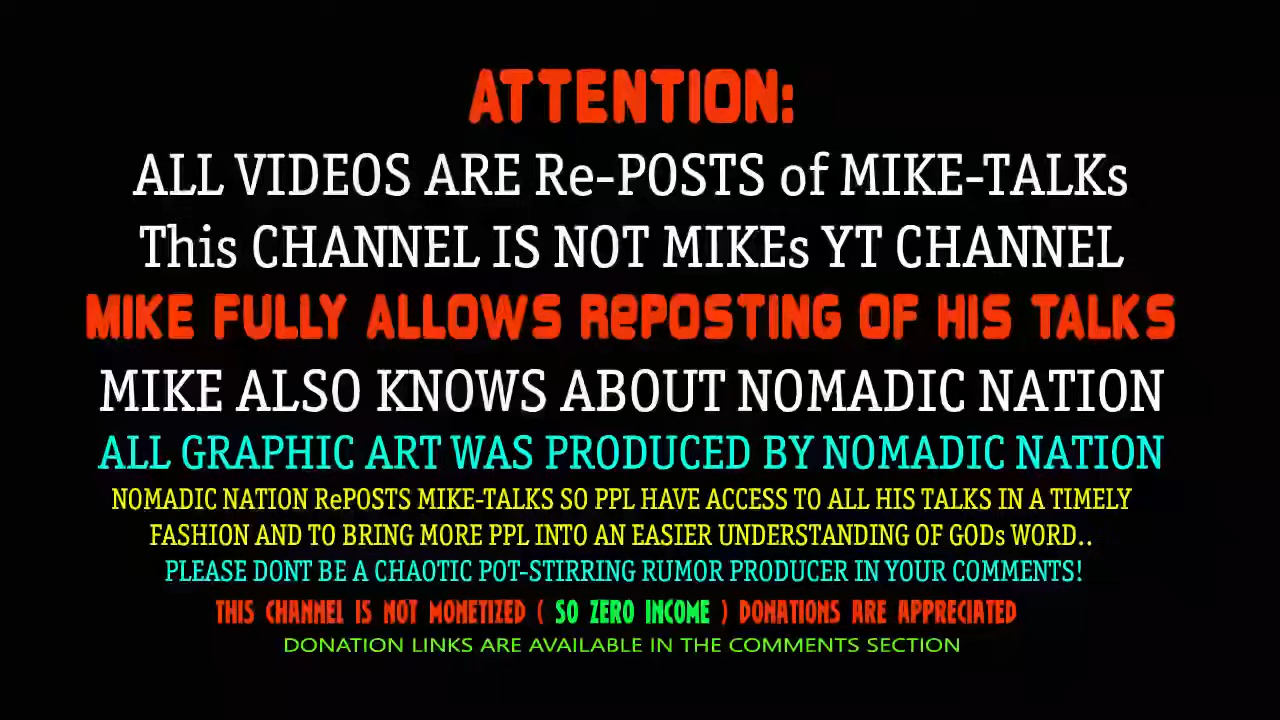 ATTENTION:
ALL VIDEOS ARE Re-POSTS of MIKE-TALKs
This CHANNEL IS NOT MIKEs YT CHANNEL
MIKE FULLY ALLOWS RePOSTING OF HIS TALKS
MIKE ALSO KNOWS ABOUT NOMADIC NATION
ALL GRAPHIC ART WAS PRODUCED BY NOMADIC NATION
NOMADIC NATION RePOSTS MIKE-TALKS SO PPL HAVE ACCESS TO ALL HIS TALKS IN A TIMELY
FASHION AND TO BRING MORE PPL INTO AN EASIER UNDERSTANDING OF GODs WORD..
PLEASE DONT BE A CHAOTIC POT-STIRRING RUMOR PRODUCER IN YOUR COMMENTS!
THIS CHANNEL IS NOT MONETIZED ( SO ZERO INCOME ) DONATIONS ARE APPRECIATED
DONATION LINKS ARE AVAILABLE IN THE COMMENTS SECTION